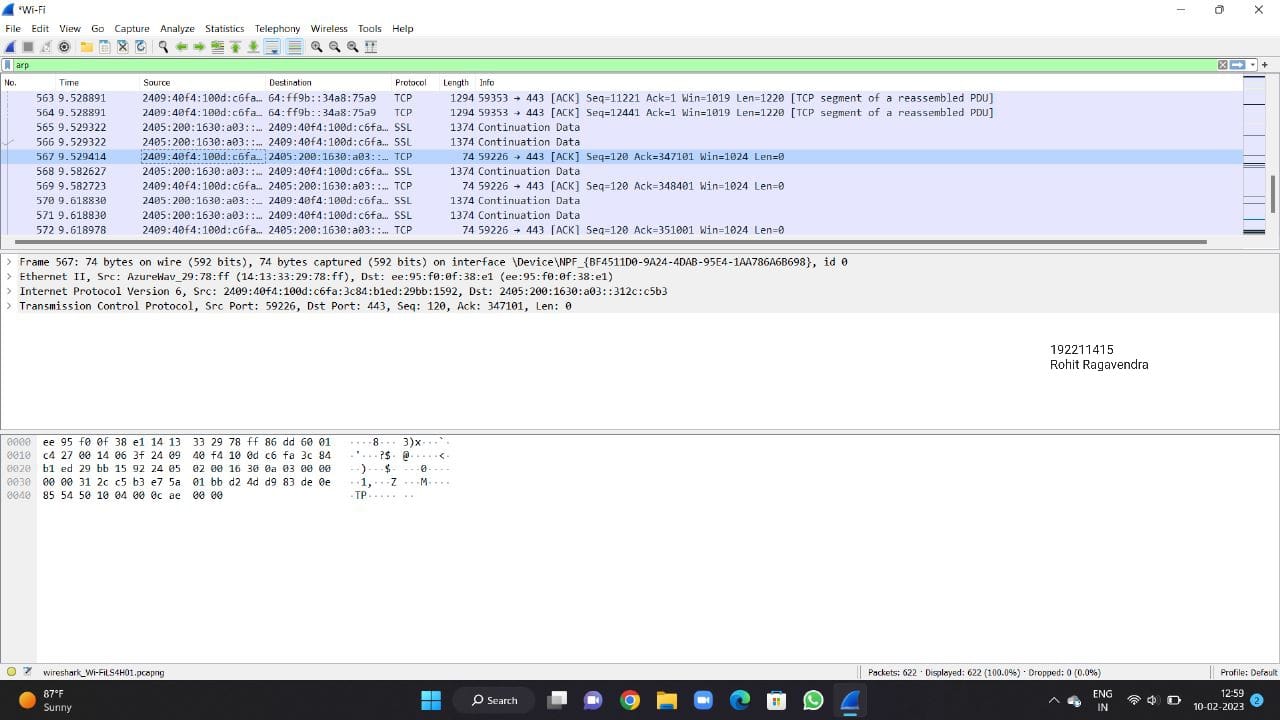 *Wi-Fi
File Edit View Go Capture Analyze Statistics Telephony Wireless Tools Help
arp
No. Time Source Destination Protocol Length Info
563 9.528891 2409:40f4:100d:c6fa… 64:ff9b::34a8:75a9 TCP 1294 59353 → 443 [ACK] Seq=11221 Ack=1 Win=1019 Len=1220 [TCP segment of a reassembled PDU]
564 9.528891 2409:40f4:100d:c6fa… 64:ff9b::34a8:75a9 TCP 1294 59353 → 443 [ACK] Seq=12441 Ack=1 Win=1019 Len=1220 [TCP segment of a reassembled PDU]
565 9.529322 2405:200:1630:a03::… 2409:40f4:100d:c6fa… SSL 1374 Continuation Data
566 9.529322 2405:200:1630:a03::… 2409:40f4:100d:c6fa… SSL 1374 Continuation Data
567 9.529414 2409:40f4:100d:c6fa… 2405:200:1630:a03::… TCP 74 59226 → 443 [ACK] Seq=120 Ack=347101 Win=1024 Len=0
568 9.582627 2405:200:1630:a03::… 2409:40f4:100d:c6fa… SSL 1374 Continuation Data
569 9.582723 2409:40f4:100d:c6fa… 2405:200:1630:a03::… TCP 74 59226 → 443 [ACK] Seq=120 Ack=348401 Win=1024 Len=0
570 9.618830 2405:200:1630:a03::… 2409:40f4:100d:c6fa… SSL 1374 Continuation Data
571 9.618830 2405:200:1630:a03::… 2409:40f4:100d:c6fa… SSL 1374 Continuation Data
572 9.618978 2409:40f4:100d:c6fa… 2405:200:1630:a03::… TCP 74 59226 → 443 [ACK] Seq=120 Ack=351001 Win=1024 Len=0
Frame 567: 74 bytes on wire (592 bits), 74 bytes captured (592 bits) on interface \Device\NPF_{BF4511D0-9A24-4DAB-95E4-1AA786A6B698}, id 0
Ethernet II, Src: AzureWav_29:78:ff (14:13:33:29:78:ff), Dst: ee:95:f0:0f:38:e1 (ee:95:f0:0f:38:e1)
Internet Protocol Version 6, Src: 2409:40f4:100d:c6fa:3c84:b1ed:29bb:1592, Dst: 2405:200:1630:a03::312c:c5b3
Transmission Control Protocol, Src Port: 59226, Dst Port: 443, Seq: 120, Ack: 347101, Len: 0
192211415
Rohit Ragavendra
0000 ee 95 f0 0f 38 e1 14 13 33 29 78 ff 86 dd 60 01 ····8··· 3)x···`·
0010 c4 27 00 14 06 3f 24 09 40 f4 10 0d c6 fa 3c 84 ·'···?$· @·····<·
0020 b1 ed 29 bb 15 92 24 05 02 00 16 30 0a 03 00 00 ··)···$· ···0····
0030 00 00 31 2c c5 b3 e7 5a 01 bb d2 4d d9 83 de 0e ··1,···Z ···M····
0040 85 54 50 10 04 00 0c ae 00 00 ·TP····· ··
wireshark_Wi-FiLS4H01.pcapng
Packets: 622 · Displayed: 622 (100.0%) · Dropped: 0 (0.0%)
Profile: Default
87°F
Sunny
Search
ENG
IN
12:59
10-02-2023
2